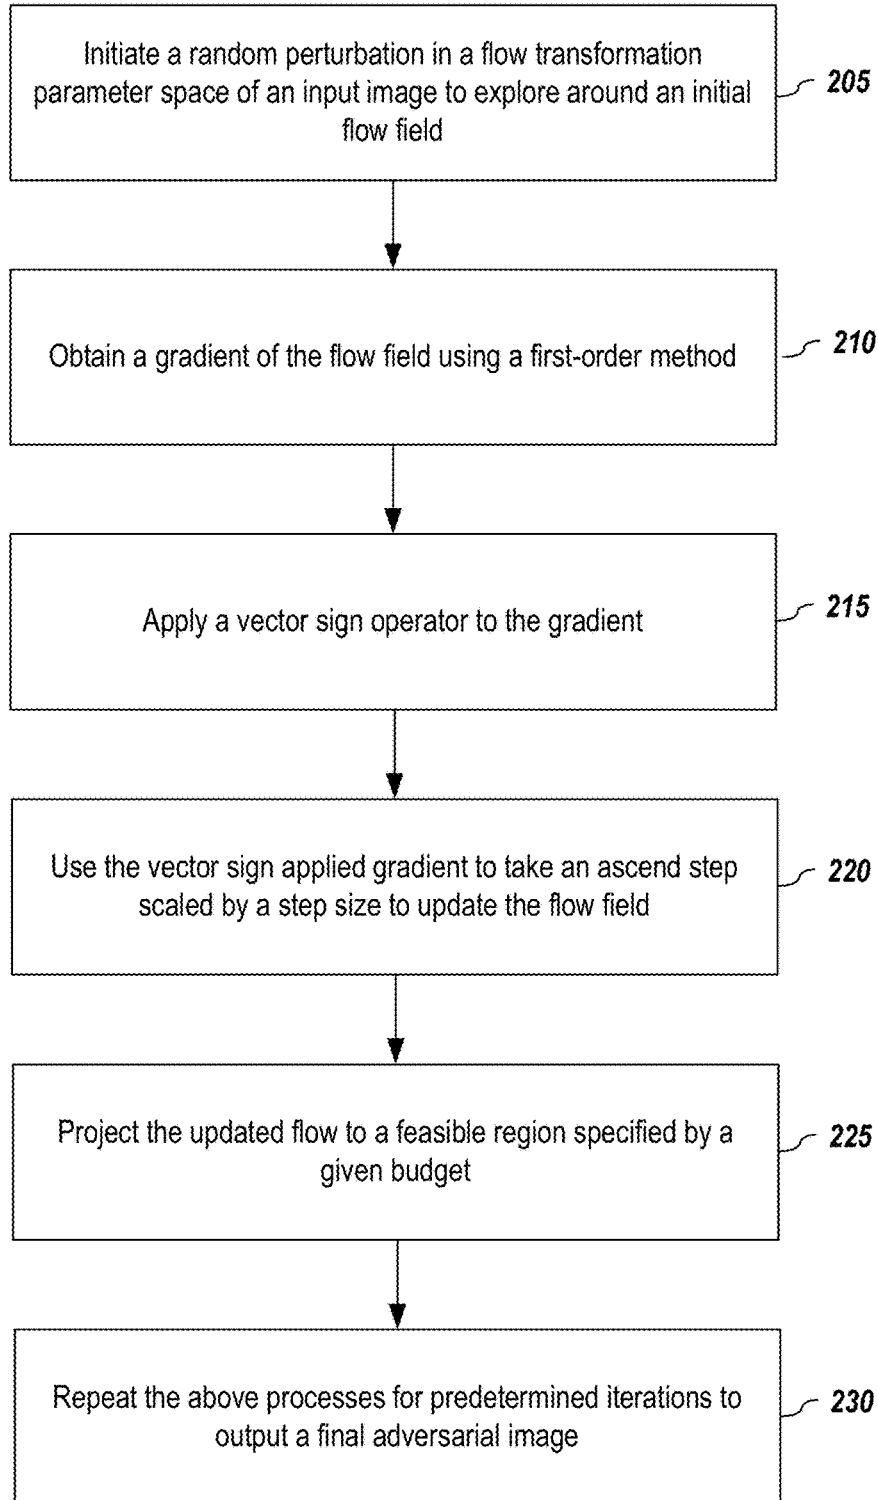 Initiate a random perturbation in a flow transformation
parameter space of an input image to explore around an initial
flow field
205
Obtain a gradient of the flow field using a first-order method
210
Apply a vector sign operator to the gradient
215
Use the vector sign applied gradient to take an ascend step
scaled by a step size to update the flow field
220
Project the updated flow to a feasible region specified by a
given budget
225
Repeat the above processes for predetermined iterations to
output a final adversarial image
230